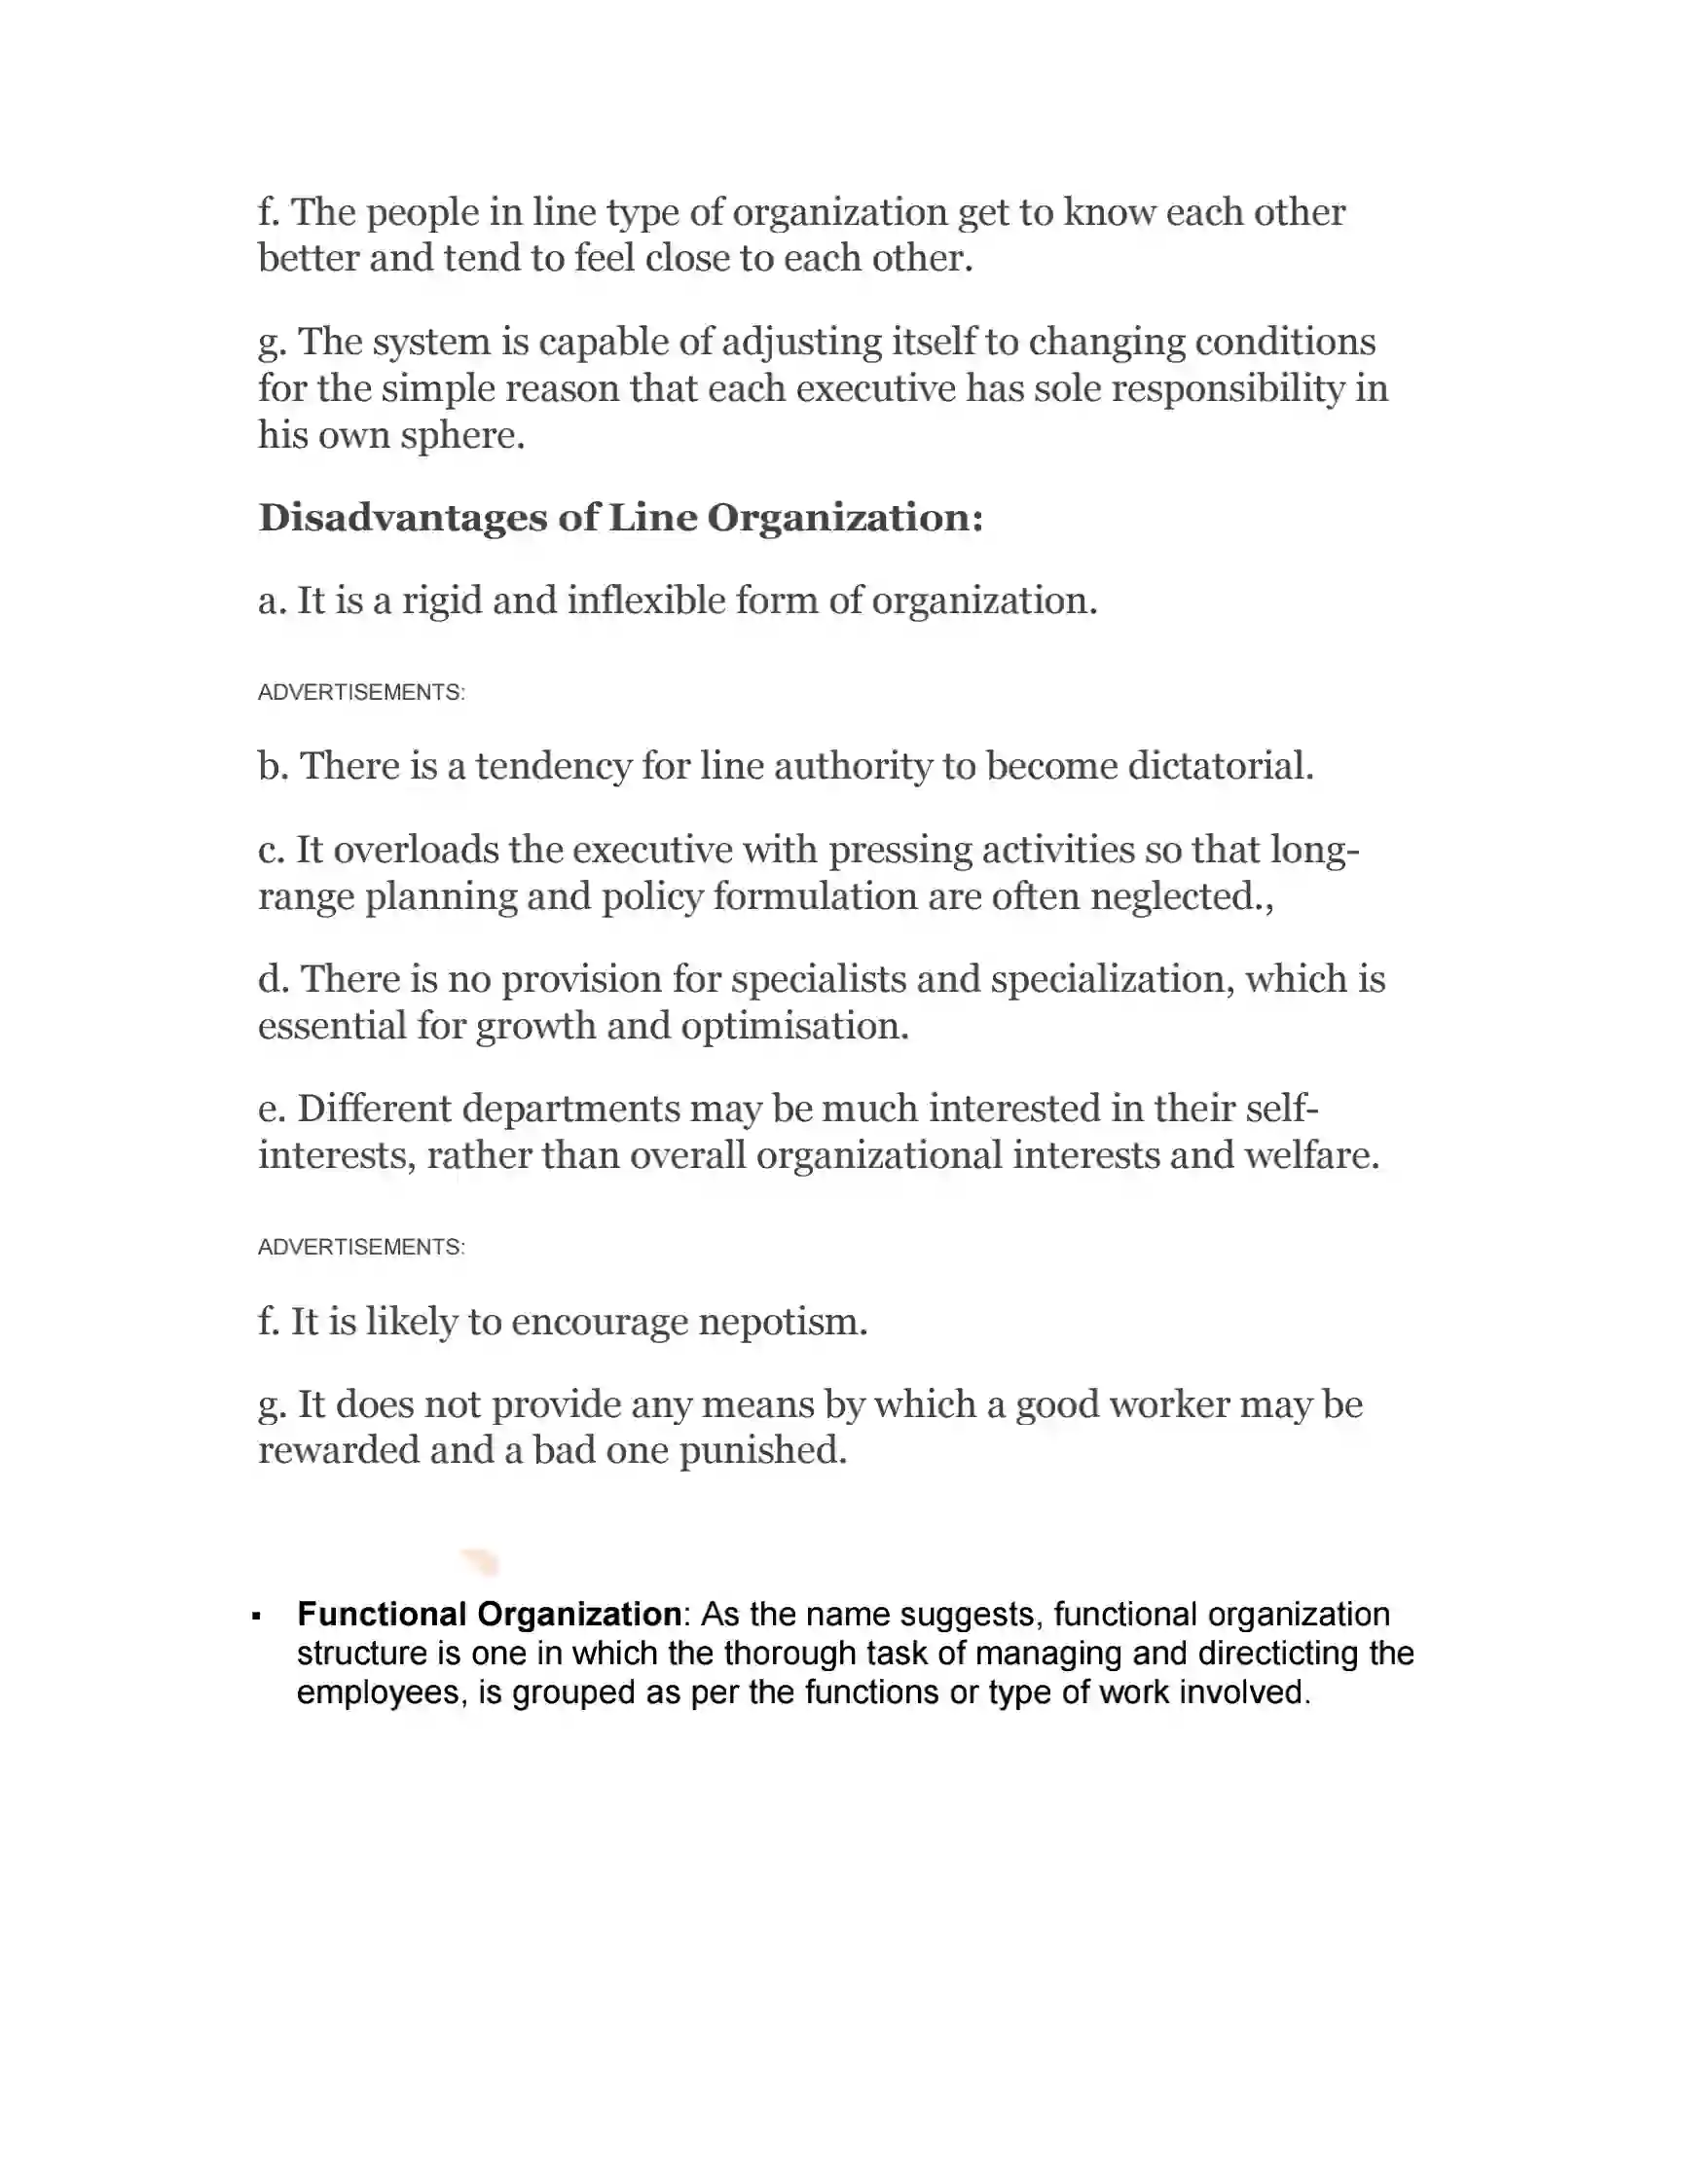 f. The people in line type of organization get to know each other
better and tend to feel close to each other.
g. The system is capable of adjusting itself to changing conditions
for the simple reason that each executive has sole responsibility in
his own sphere.
Disadvantages of Line Organization:
a. It is a rigid and inflexible form of organization.
ADVERTISEMENTS:
b. There is a tendency for line authority to become dictatorial.
c. It overloads the executive with pressing activities so that long-
range planning and policy formulation are often neglected.,
d. There is no provision for specialists and specialization, which is
essential for growth and optimisation.
e. Different departments may be much interested in their self-
interests, rather than overall organizational interests and welfare.
ADVERTISEMENTS:
f. It is likely to encourage nepotism.
g. It does not provide any means by which a good worker may be
rewarded and a bad one punished.
▪ Functional Organization: As the name suggests, functional organization
structure is one in which the thorough task of managing and directicting the
employees, is grouped as per the functions or type of work involved.